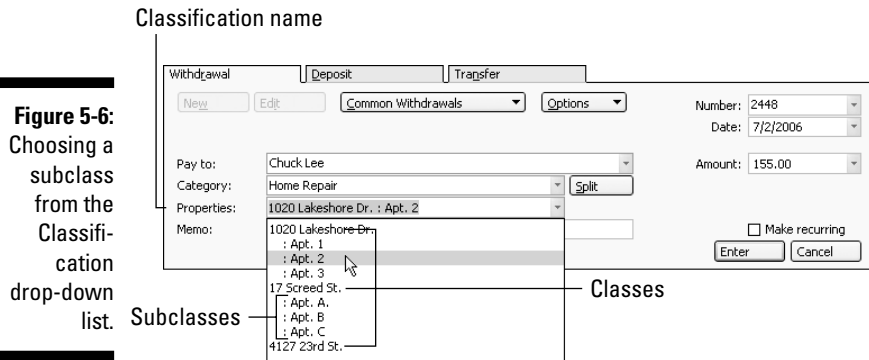 Classification name
Figure 5-6:
Choosing a
subclass
from the
Classifi-
cation
drop-down
list.
Withdrawal Deposit Transfer
New Edit Common Withdrawals Options
Number: 2448
Date: 7/2/2006
Pay to: Chuck Lee
Amount: 155.00
Category: Home Repair Split
Properties: 1020 Lakeshore Dr. : Apt. 2
Memo:
1020 Lakeshore Dr.
: Apt. 1
: Apt. 2
: Apt. 3
17 Screed St.
: Apt. A.
: Apt. B
: Apt. C
4127 23rd St.
Make recurring
Enter Cancel
Classes
Subclasses